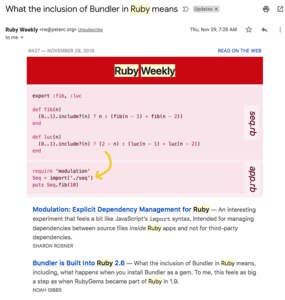 What the inclusion of Bundler in Ruby means
Updates ×
Ruby Weekly <rw@peterc.org> Unsubscribe
Thu, Nov 29, 7:28 AM
to me
#427 — NOVEMBER 29, 2018
READ ON THE WEB
Ruby Weekly
export :fib, :luc
def fib(n)
(0..1).include?(n) ? n : (fib(n - 1) + fib(n - 2))
end
def luc(n)
(0..1).include?(n) ? (2 - n) : (luc(n - 1) + luc(n - 2))
end
seq.rb
require 'modulation'
Seq = import('./seq')
puts Seq.fib(10)
app.rb
Modulation: Explicit Dependency Management for Ruby — An interesting
experiment that feels a bit like JavaScript's import syntax. Intended for managing
dependencies between source files inside Ruby apps and not for third-party
dependencies.
SHARON ROSNER
Bundler is Built Into Ruby 2.6 — What the inclusion of Bundler in Ruby means,
including, what happens when you install Bundler as a gem. To me, this feels as big
a step as when RubyGems became part of Ruby in 1.9.
NOAH GIBBS